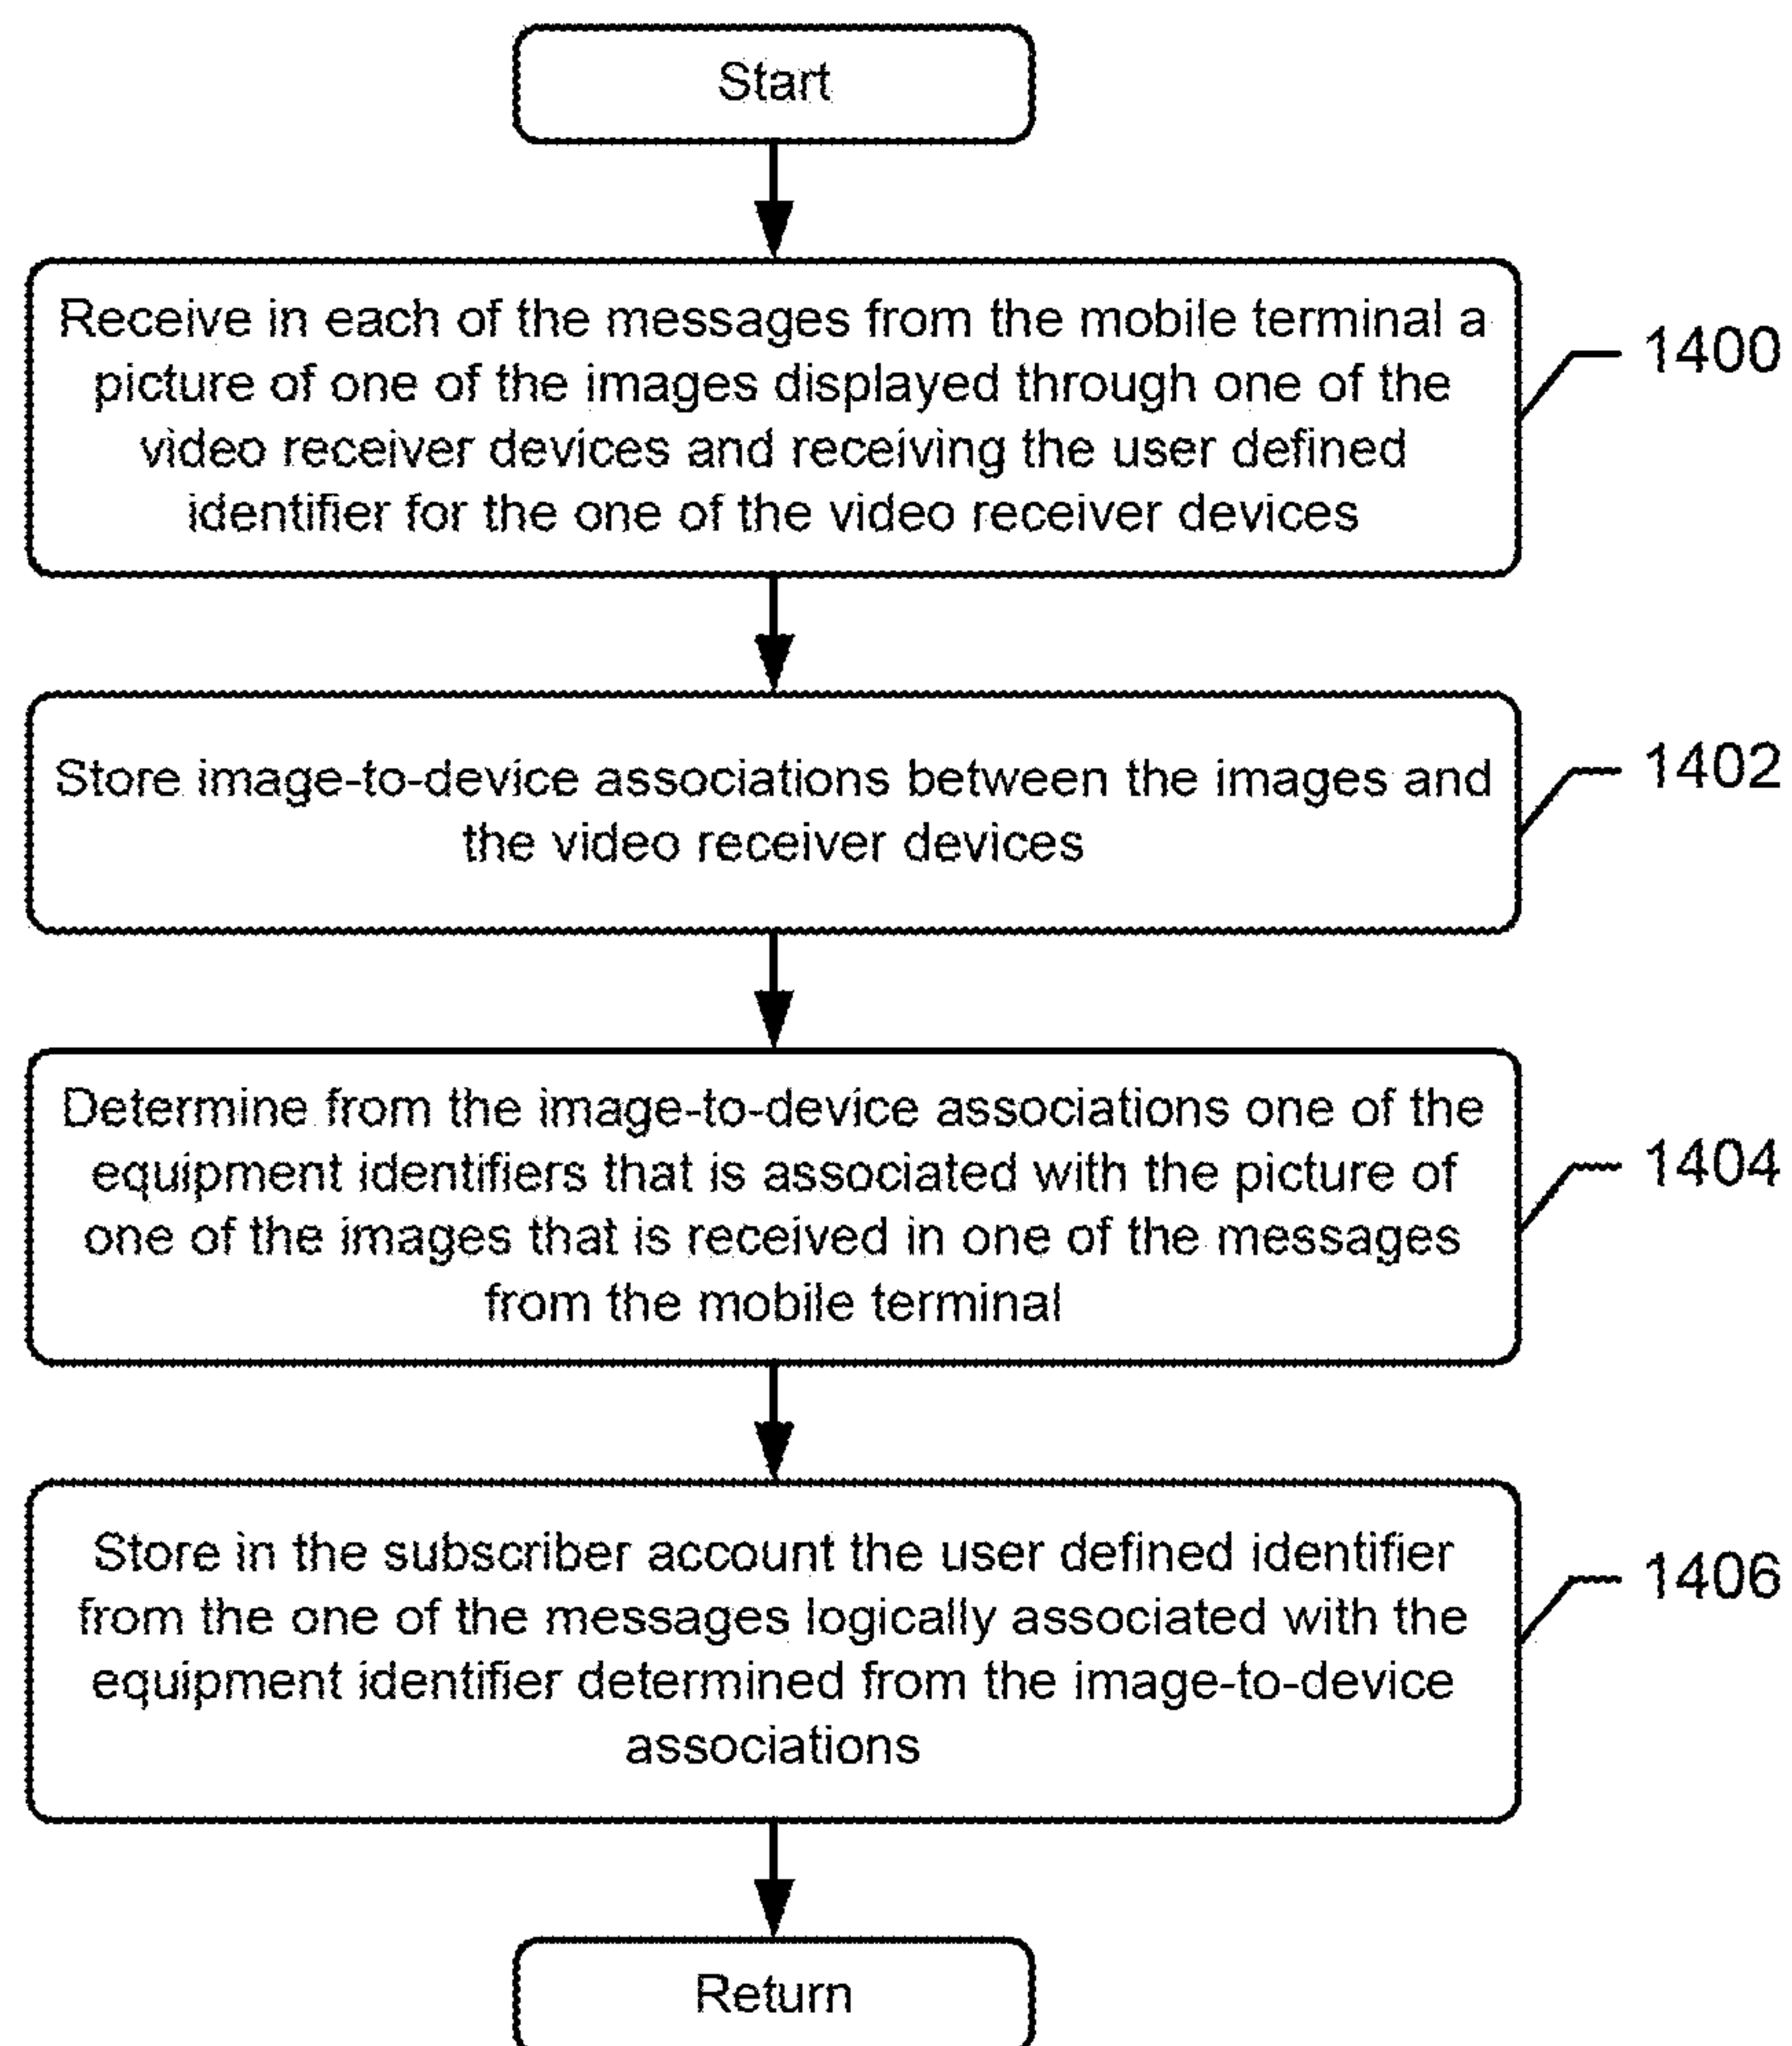 Start
Receive in each of the messages from the mobile terminal a
picture of one of the images displayed through one of the
video receiver devices and receiving the user defined
identifier for the one of the video receiver devices
1400
Store image-to-device associations between the images and
the video receiver devices
1402
Determine from the image-to-device associations one of the
equipment identifiers that is associated with the picture of
one of the images that is received in one of the messages
from the mobile terminal
1404
Store in the subscriber account the user defined identifier
from the one of the messages logically associated with the
equipment identifier determined from the image-to-device
associations
1406
Return